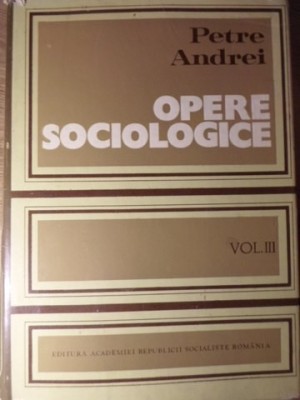 Petre
Andrei
OPERE
SOCIOLOGICE
VOL.III
EDITURA ACADEMIEI REPUBLICII SOCIALISTE ROMÂNIA